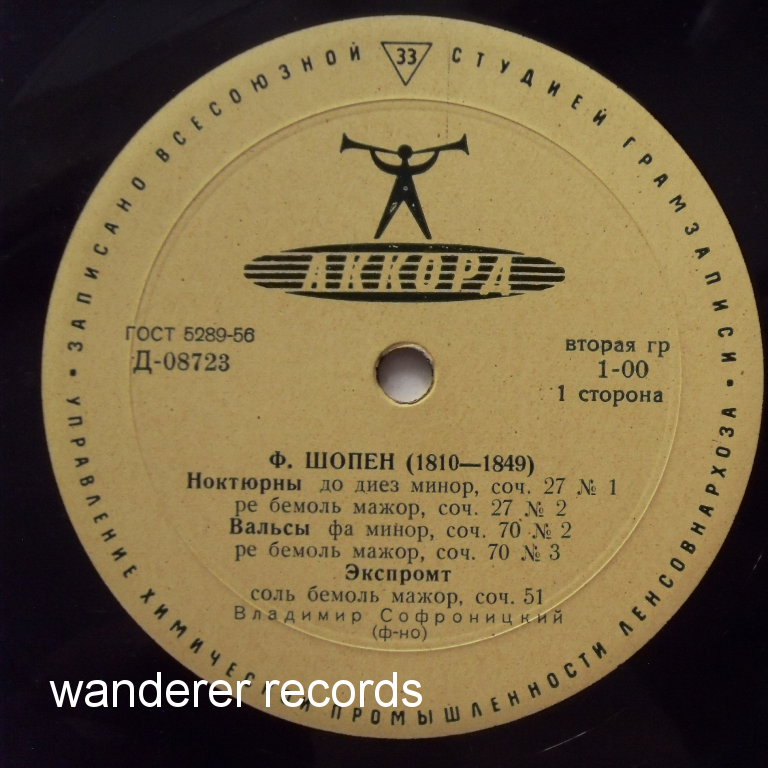 • ЗАПИСАНО ВСЕСОЮЗНОЙ 33 СТУДИЕЙ ГРАМЗАПИСИ •
АККОРД
ГОСТ 5289-56
Д-08723
вторая гр
1-00
1 сторона
Ф. ШОПЕН (1810—1849)
Ноктюрны до диез минор, соч. 27 № 1
ре бемоль мажор, соч. 27 № 2
Вальсы фа минор, соч. 70 № 2
ре бемоль мажор, соч. 70 № 3
Экспромт
соль бемоль мажор, соч. 51
Владимир Софроницкий
(ф-но)
УПРАВЛЕНИЕ ХИМИЧЕСКОЙ ПРОМЫШЛЕННОСТИ ЛЕНСОВНАРХОЗА
wanderer records